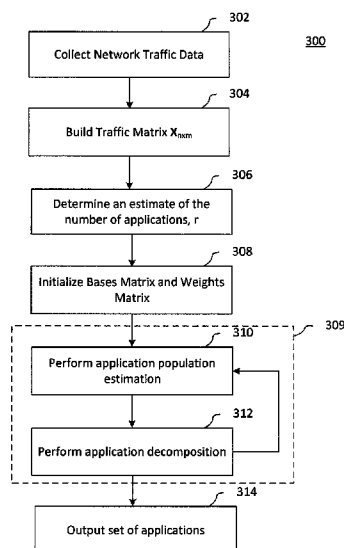 302
300
Collect Network Traffic Data
304
Build Traffic Matrix Xnxm
306
Determine an estimate of the
number of applications, r
308
Initialize Bases Matrix and Weights
Matrix
309
310
Perform application population
estimation
312
Perform application decomposition
314
Output set of applications